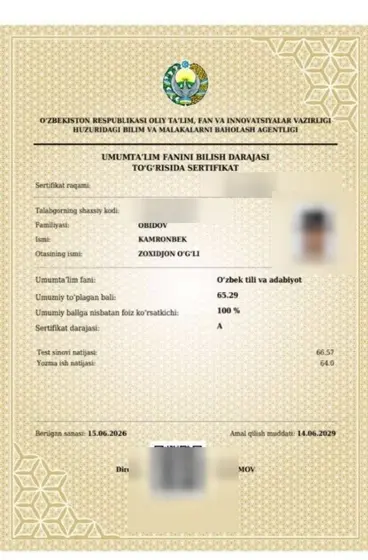 O'ZBEKISTON RESPUBLIKASI OLIY TA'LIM, FAN VA INNOVATSIYALAR VAZIRLIGI
HUZURIDAGI BILIM VA MALAKALARNI BAHOLASH AGENTLIGI
UMUMTA'LIM FANINI BILISH DARAJASI
TO'G'RISIDA SERTIFIKAT
Sertifikat raqami:
Talabgorning shaxsiy kodi:
Familiyasi: OBIDOV
Ismi: KAMRONBEK
Otasining ismi: ZOXIDJON O'G'LI
Umumta'lim fani: O'zbek tili va adabiyot
Umumiy to'plagan bali: 65.29
Umumiy ballga nisbatan foiz ko'rsatkichi: 100 %
Sertifikat darajasi: A
Test sinovi natijasi: 66.57
Yozma ish natijasi: 64.0
Berilgan sanasi: 15.06.2026 Amal qilish muddati: 14.06.2029